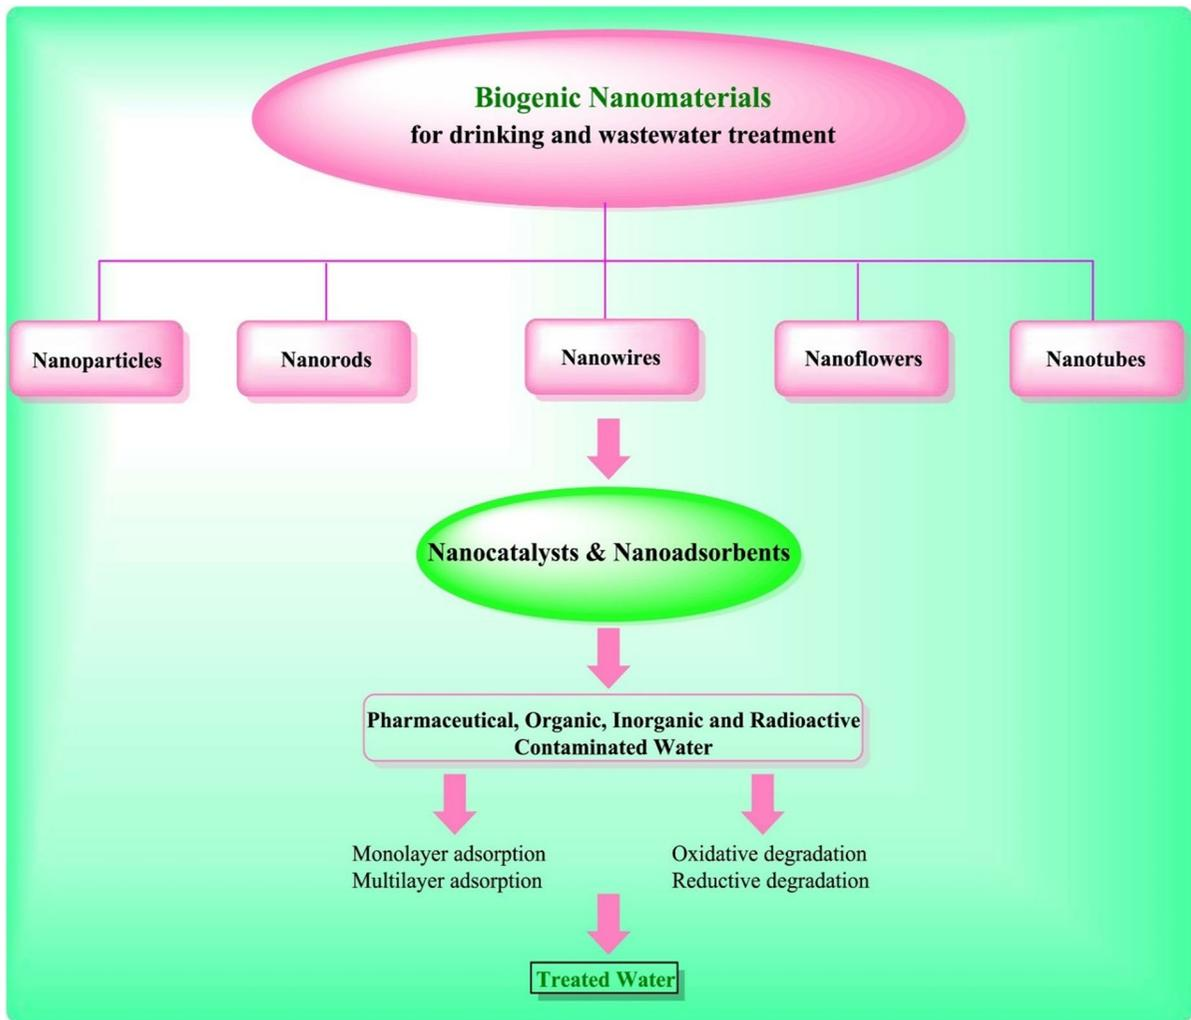 Biogenic Nanomaterials
for drinking and wastewater treatment
Nanoparticles
Nanorods
Nanowires
Nanoflowers
Nanotubes
Nanocatalysts & Nanoadsorbents
Pharmaceutical, Organic, Inorganic and Radioactive
Contaminated Water
Monolayer adsorption
Multilayer adsorption
Oxidative degradation
Reductive degradation
Treated Water